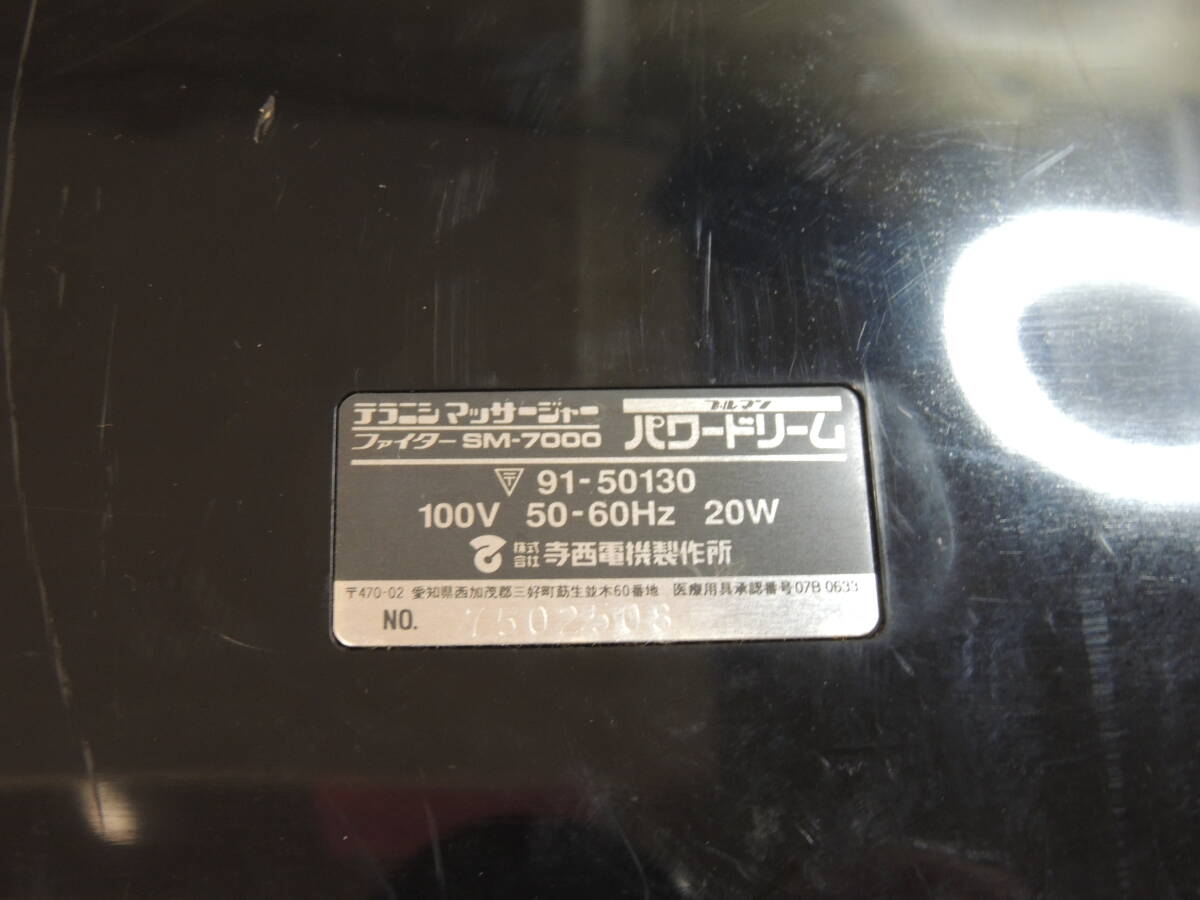 テラニシ マッサージャー
ファイター SM-7000
ブルマン
パワードリーム
〒 91-50130
100V 50-60Hz 20W
株式会社 寺西電機製作所
〒470-02 愛知県西加茂郡三好町莇生並木60番地 医療用具承認番号07B 0633
NO. 7502508